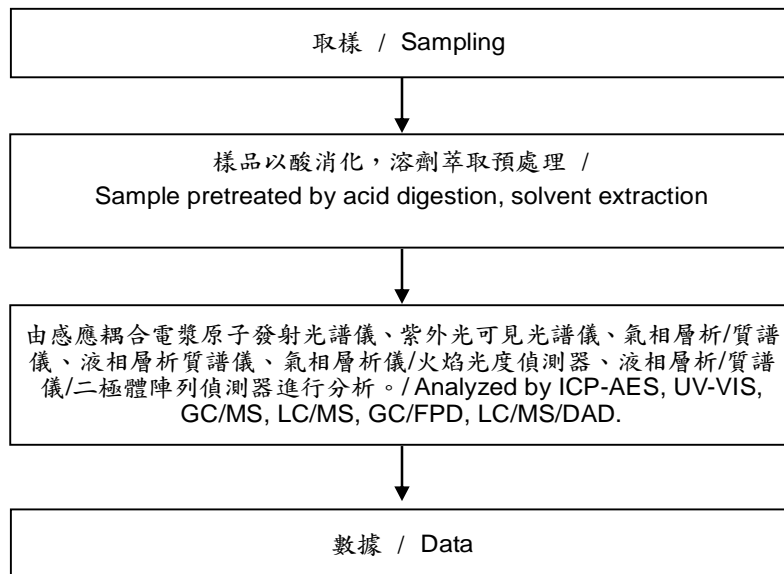 取樣 / Sampling
樣品以酸消化，溶劑萃取預處理 /
Sample pretreated by acid digestion, solvent extraction
由感應耦合電漿原子發射光譜儀、紫外光可見光譜儀、氣相層析/質譜
儀、液相層析質譜儀、氣相層析儀/火焰光度偵測器、液相層析/質譜
儀/二極體陣列偵測器進行分析。/ Analyzed by ICP-AES, UV-VIS,
GC/MS, LC/MS, GC/FPD, LC/MS/DAD.
數據 / Data